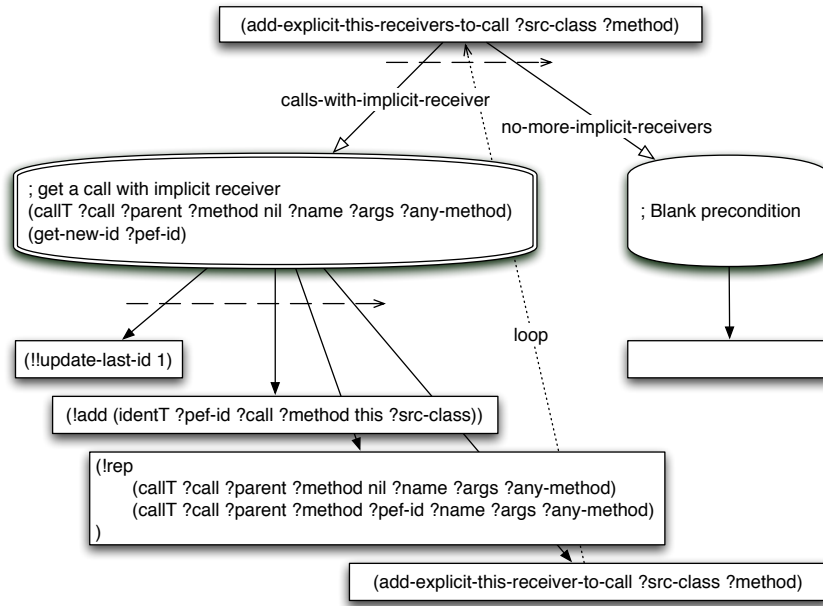 (add-explicit-this-receivers-to-call ?src-class ?method)
calls-with-implicit-receiver
no-more-implicit-receivers
; get a call with implicit receiver
(callT ?call ?parent ?method nil ?name ?args ?any-method)
(get-new-id ?pef-id)
; Blank precondition
loop
(!!update-last-id 1)
(!add (identT ?pef-id ?call ?method this ?src-class))
(!rep
(callT ?call ?parent ?method nil ?name ?args ?any-method)
(callT ?call ?parent ?method ?pef-id ?name ?args ?any-method)
)
(add-explicit-this-receiver-to-call ?src-class ?method)